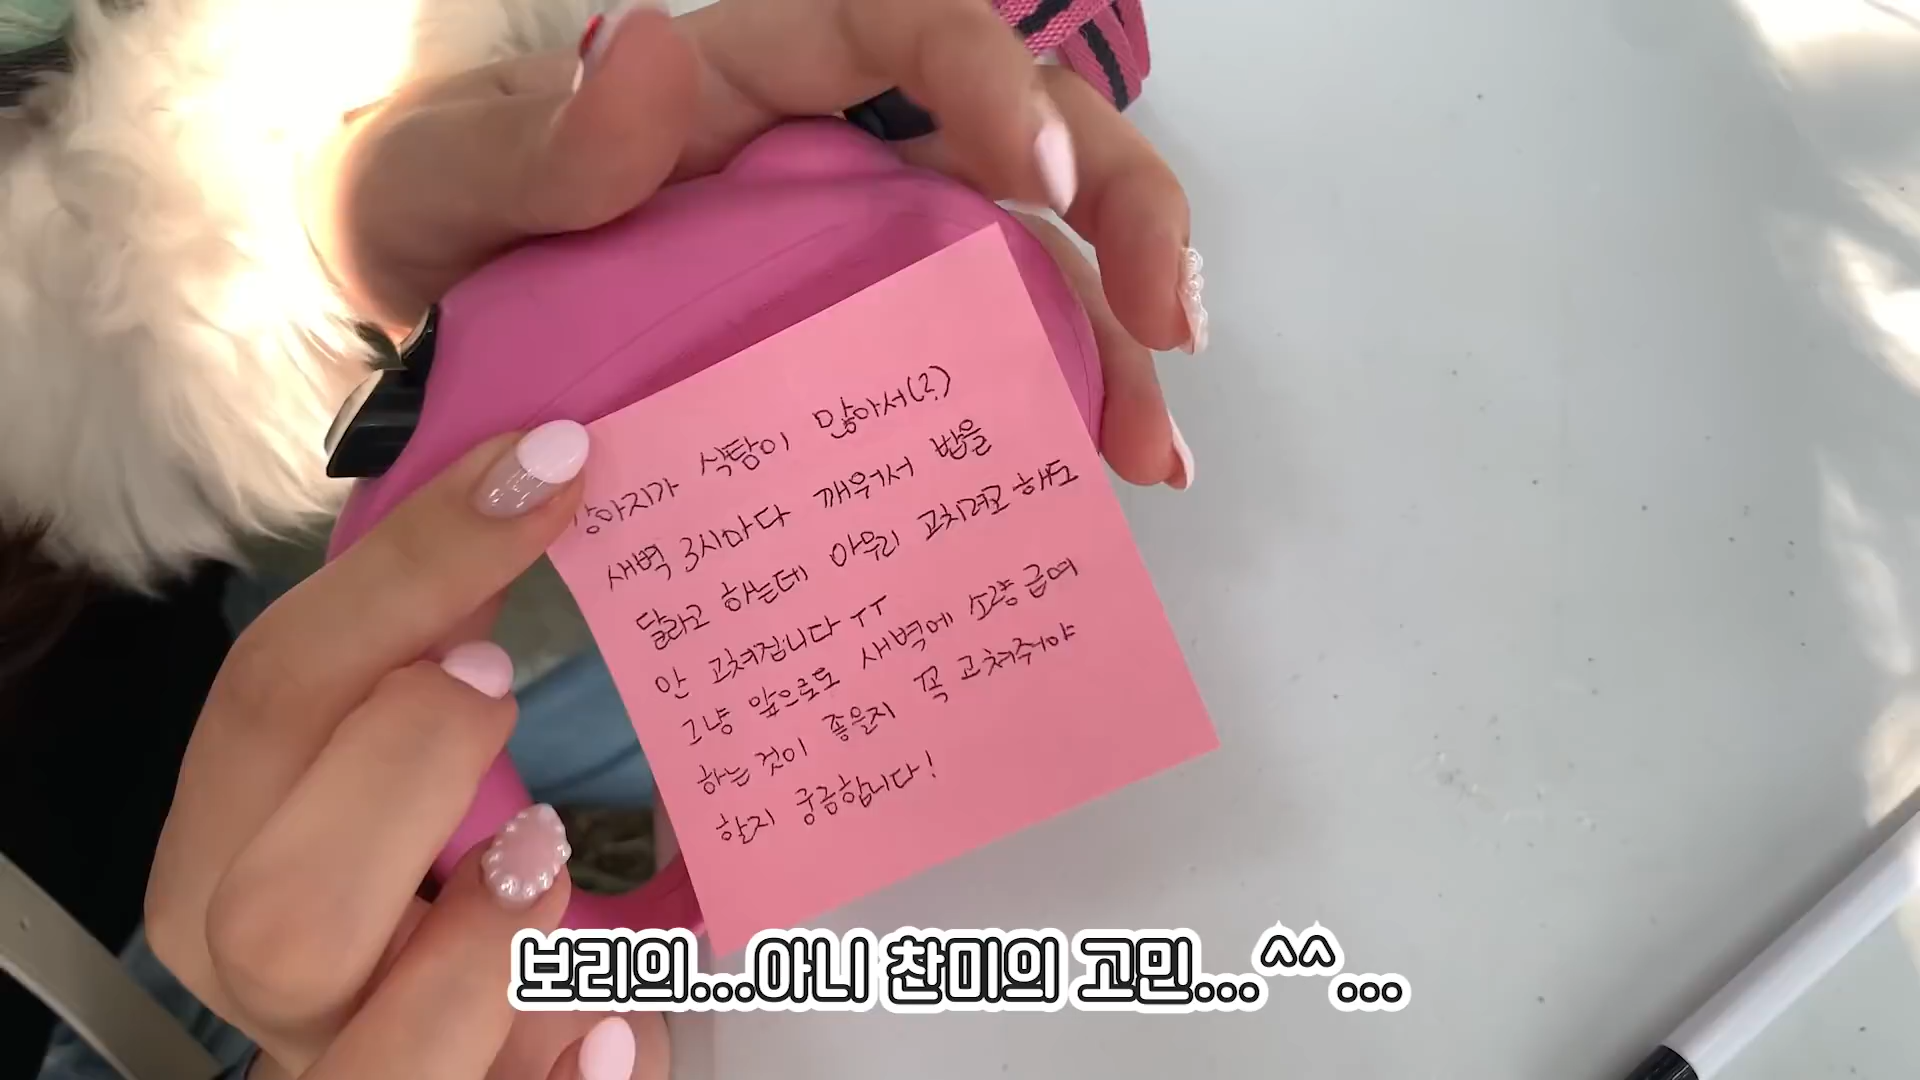 강아지가 식탐이 많아서(?)
새벽 3시마다 깨워서 밥을
달라고 하는데 아무리 고치려고 해도
안 고쳐집니다 ㅜㅜ
그냥 앞으로도 새벽에 소량 급여
하는 것이 좋을지 꼭 고쳐주어야
할지 궁금합니다!
보리의...아니 찬미의 고민...^^...